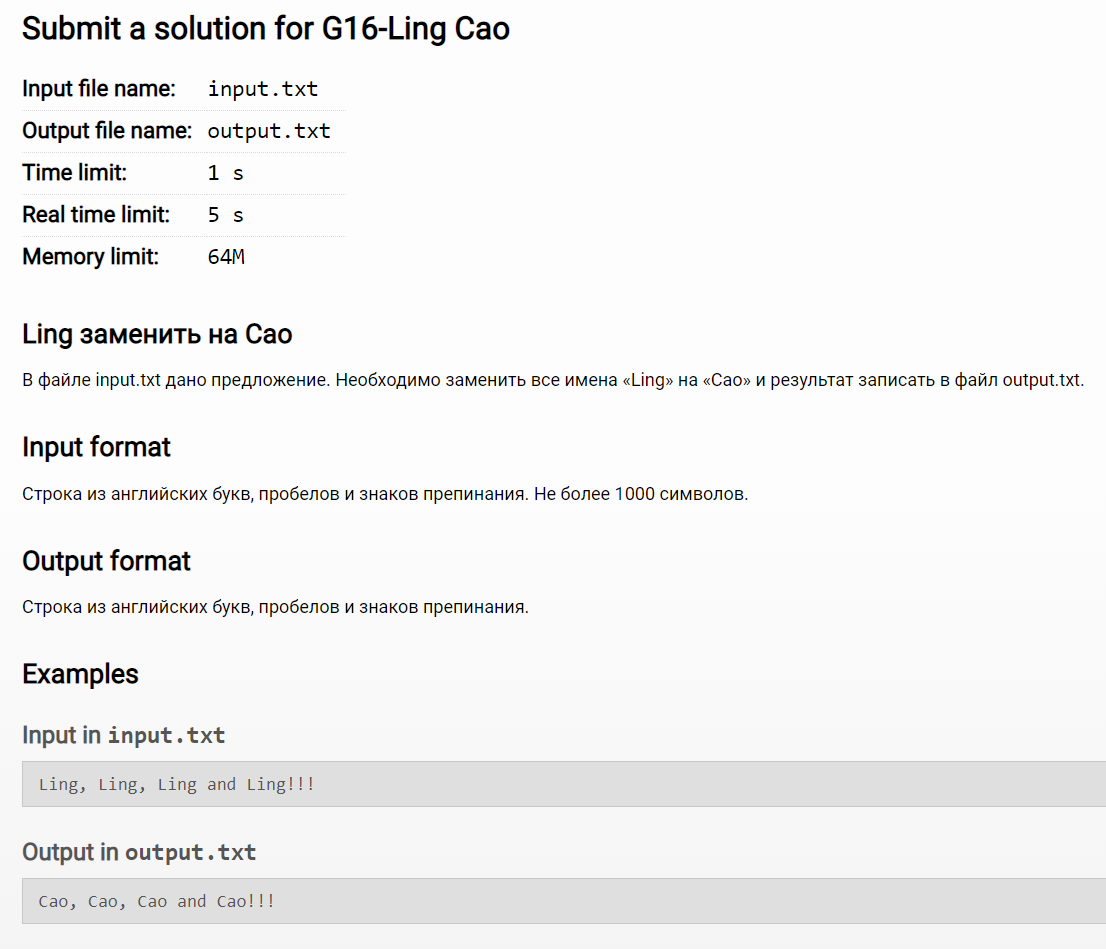 Submit a solution for G16-Ling Cao
Input file name: input.txt
Output file name: output.txt
Time limit: 1 s
Real time limit: 5 s
Memory limit: 64M
Ling заменить на Cao
В файле input.txt дано предложение. Необходимо заменить все имена «Ling» на «Cao» и результат записать в файл output.txt.
Input format
Строка из английских букв, пробелов и знаков препинания. Не более 1000 символов.
Output format
Строка из английских букв, пробелов и знаков препинания.
Examples
Input in input.txt
Ling, Ling, Ling and Ling!!!
Output in output.txt
Cao, Cao, Cao and Cao!!!